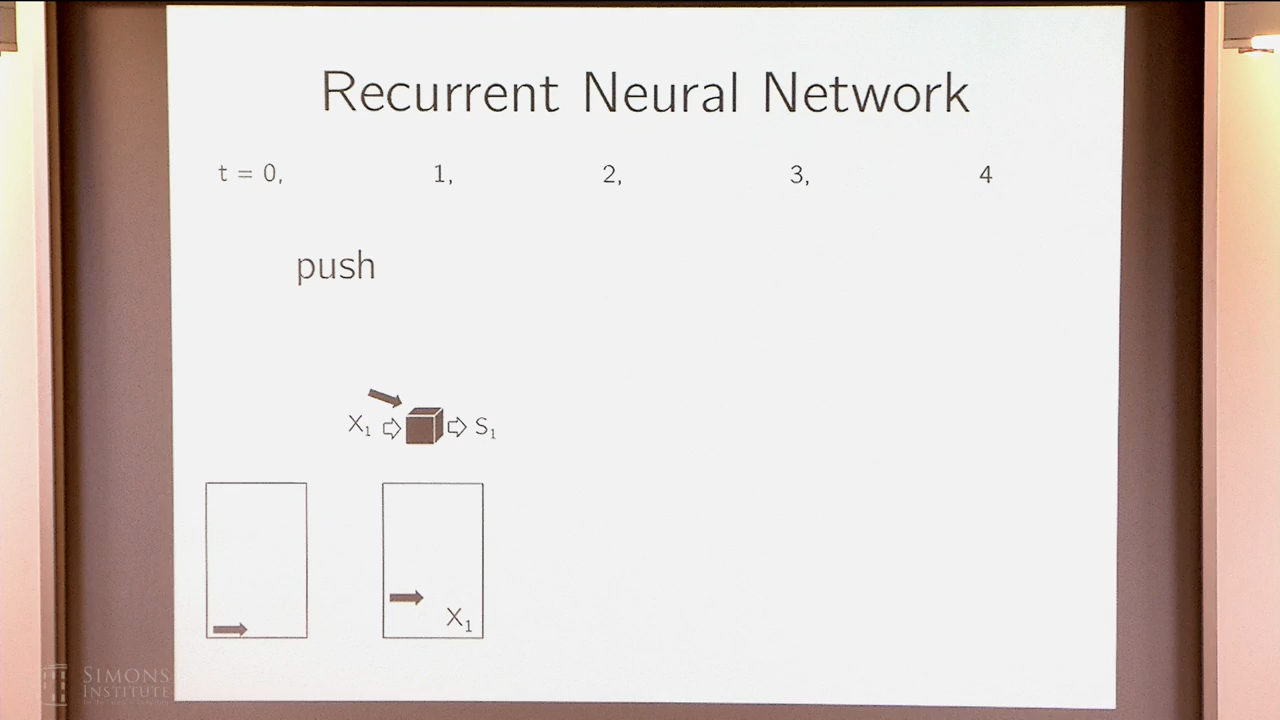 Recurrent Neural Network
t = 0, 1, 2, 3, 4
push
X₁ S₁
X₁
SIMONS
INSTITUTE